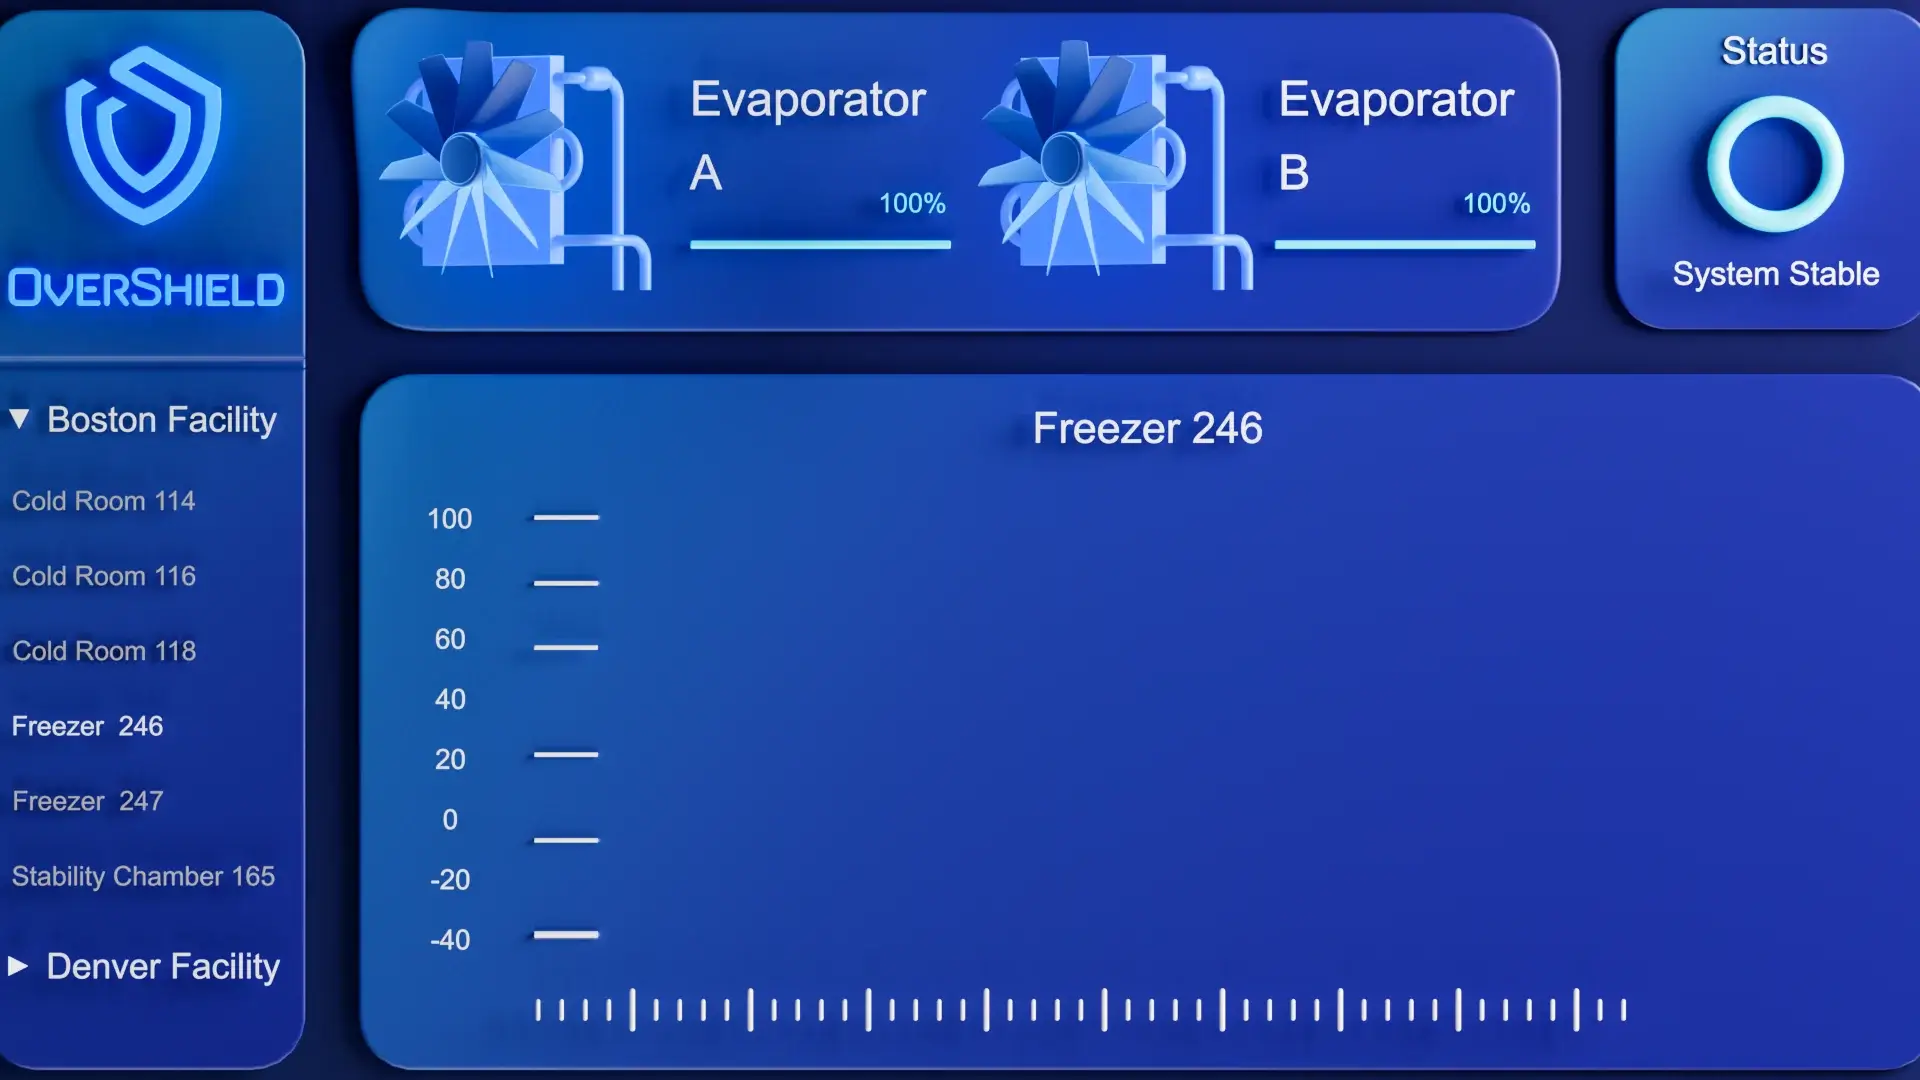 OVERSHIELD
Boston Facility
Cold Room 114
Cold Room 116
Cold Room 118
Freezer 246
Freezer 247
Stability Chamber 165
Denver Facility
Evaporator
A
100%
Evaporator
B
100%
Status
System Stable
Freezer 246
100
80
60
40
20
0
-20
-40